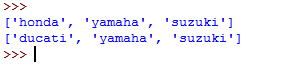 >>>
['honda', 'yamaha', 'suzuki']
['ducati', 'yamaha', 'suzuki']
>>>